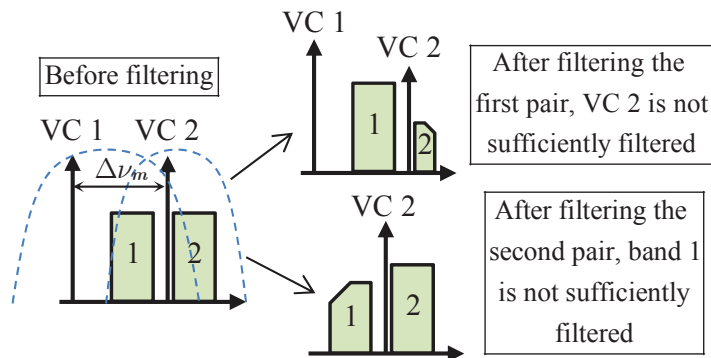 Before filtering
VC 1
VC 2
Δν_m
1
2
VC 1
VC 2
1
2
After filtering the
first pair, VC 2 is not
sufficiently filtered
VC 2
1
2
After filtering the
second pair, band 1
is not sufficiently
filtered